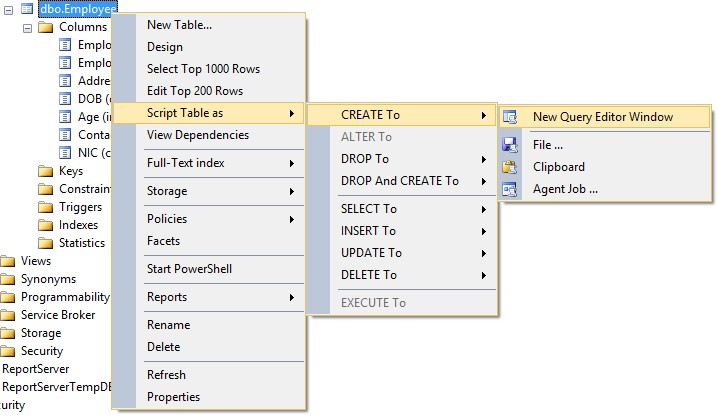 dbo.Employee
Columns
Emplo
Emplo
Addre
DOB (
Age (i
Conta
NIC (c
Keys
Constraint
Triggers
Indexes
Statistics
Views
Synonyms
Programmability
Service Broker
Storage
Security
ReportServer
ReportServerTempDB
curity
New Table...
Design
Select Top 1000 Rows
Edit Top 200 Rows
Script Table as
View Dependencies
Full-Text index
Storage
Policies
Facets
Start PowerShell
Reports
Rename
Delete
Refresh
Properties
CREATE To
ALTER To
DROP To
DROP And CREATE To
SELECT To
INSERT To
UPDATE To
DELETE To
EXECUTE To
New Query Editor Window
File ...
Clipboard
Agent Job ...